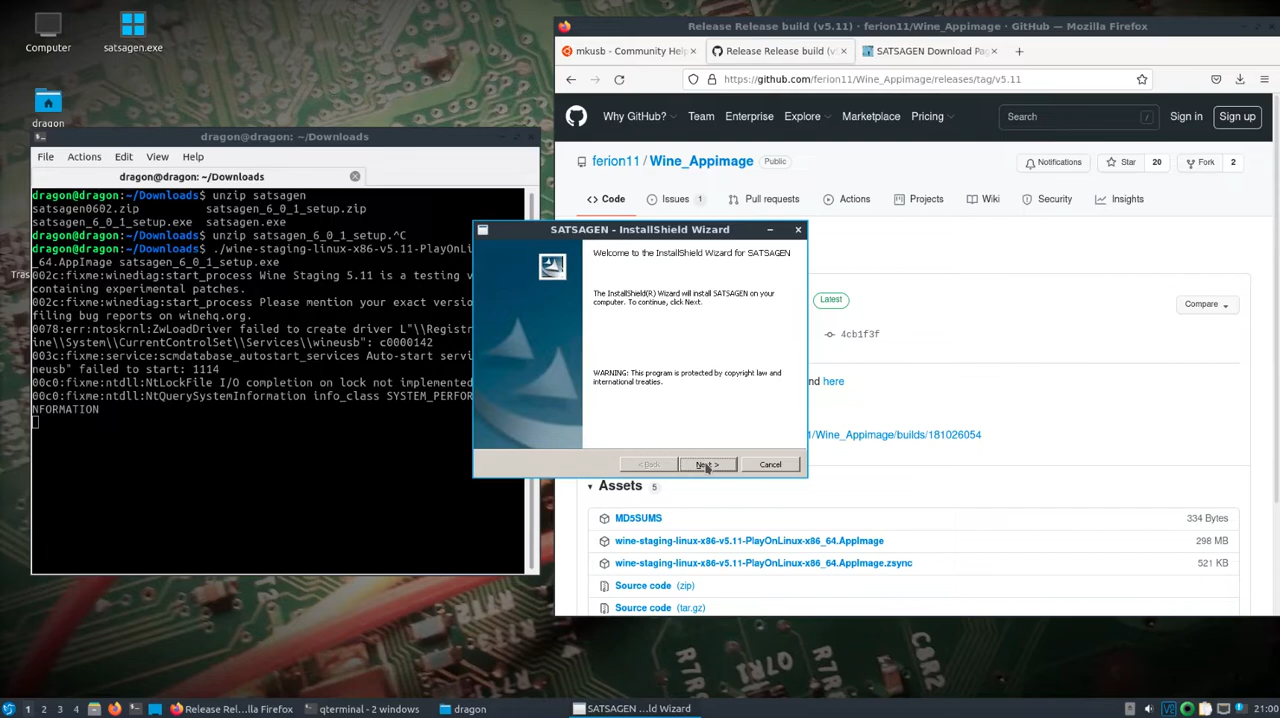 Computer
satsagen.exe
dragon
Tras
dragon@dragon: ~/Downloads
File Actions Edit View Help
dragon@dragon: ~/Downloads
dragon@dragon:~/Downloads$ unzip satsagen
satsagen0602.zip satsagen_6_0_1_setup.zip
satsagen_6_0_1_setup.exe satsagen.exe
dragon@dragon:~/Downloads$ unzip satsagen_6_0_1_setup.^C
dragon@dragon:~/Downloads$ ./wine-staging-linux-x86-v5.11-PlayOnLi
_64.AppImage satsagen_6_0_1_setup.exe
002c:fixme:winediag:start_process Wine Staging 5.11 is a testing v
containing experimental patches.
002c:fixme:winediag:start_process Please mention your exact versio
filing bug reports on winehq.org.
0078:err:ntoskrnl:ZwLoadDriver failed to create driver L"\\Registr
ine\\System\\CurrentControlSet\\Services\\wineusb": c0000142
003c:fixme:service:scmdatabase_autostart_services Auto-start servi
neusb" failed to start: 1114
00c0:fixme:ntdll:NtLockFile I/O completion on lock not implemented
00c0:fixme:ntdll:NtQuerySystemInformation info_class SYSTEM_PERFOR
NFORMATION
Release Release build (v5.11) · ferion11/Wine_Appimage · GitHub — Mozilla Firefox
mkusb - Community Help
Release Release build (v
SATSAGEN Download Pag
https://github.com/ferion11/Wine_Appimage/releases/tag/v5.11
Why GitHub? Team Enterprise Explore Marketplace Pricing
Search /
Sign in
Sign up
ferion11 / Wine_Appimage Public
Notifications
Star 20
Fork 2
Code Issues 1 Pull requests Actions Projects Wiki Security Insights
Latest
Compare
4cb1f3f
nd here
1/Wine_Appimage/builds/181026054
Assets 5
MD5SUMS 334 Bytes
wine-staging-linux-x86-v5.11-PlayOnLinux-x86_64.AppImage 298 MB
wine-staging-linux-x86-v5.11-PlayOnLinux-x86_64.AppImage.zsync 521 KB
Source code (zip)
Source code (tar.gz)
SATSAGEN - InstallShield Wizard
Welcome to the InstallShield Wizard for SATSAGEN
The InstallShield(R) Wizard will install SATSAGEN on your
computer. To continue, click Next.
WARNING: This program is protected by copyright law and
international treaties.
< Back
Next >
Cancel
1 2 3 4
Release Rel...lla Firefox
qterminal - 2 windows
dragon
SATSAGEN ...ld Wizard
21:00